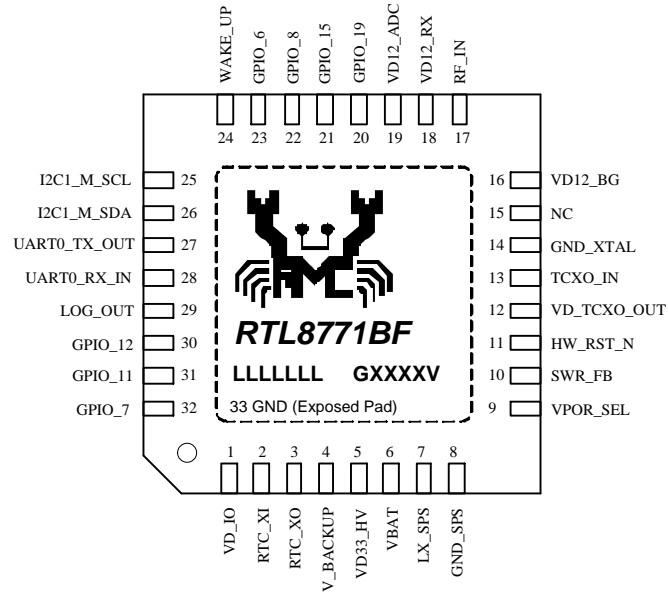 WAKE_UP GPIO_6 GPIO_8 GPIO_15 GPIO_19 VD12_ADC VD12_RX RF_IN
24 23 22 21 20 19 18 17
I2C1_M_SCL 25 16 VD12_BG
I2C1_M_SDA 26 15 NC
UART0_TX_OUT 27 14 GND_XTAL
UART0_RX_IN 28 13 TCXO_IN
LOG_OUT 29 12 VD_TCXO_OUT
GPIO_12 30 11 HW_RST_N
GPIO_11 31 10 SWR_FB
GPIO_7 32 9 VPOR_SEL
RTL8771BF
LLLLLLL GXXXXV
33 GND (Exposed Pad)
1 2 3 4 5 6 7 8
VD_IO RTC_XI RTC_XO V_BACKUP VD33_HV VBAT LX_SPS GND_SPS